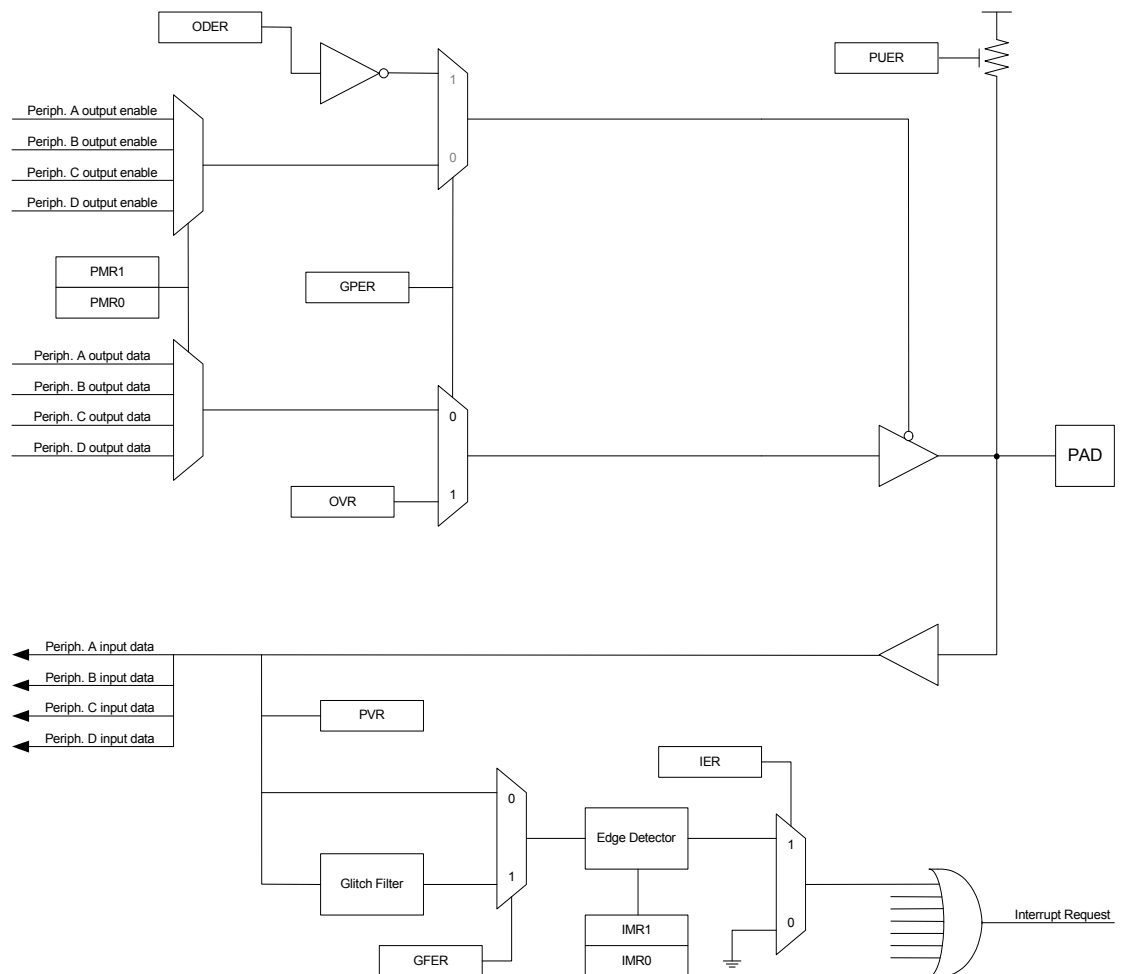 ODER
PUER
1
Periph. A output enable
Periph. B output enable
0
Periph. C output enable
Periph. D output enable
PMR1
GPER
PMR0
Periph. A output data
Periph. B output data
0
Periph. C output data
Periph. D output data
PAD
OVR
1
Periph. A input data
Periph. B input data
Periph. C input data
PVR
Periph. D input data
IER
0
Edge Detector
1
Glitch Filter
1
IMR1
0
Interrupt Request
GFER
IMR0